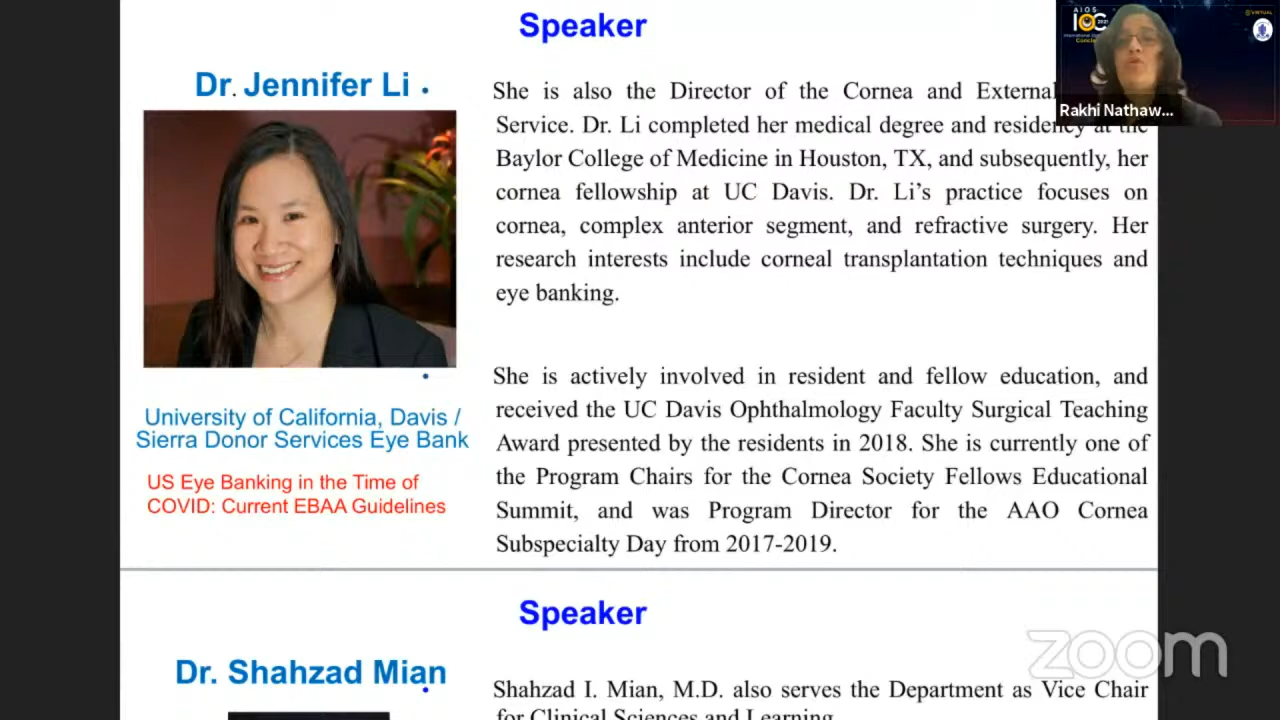 Speaker
Dr. Jennifer Li
She is also the Director of the Cornea and External
Service. Dr. Li completed her medical degree and residency at the
Baylor College of Medicine in Houston, TX, and subsequently, her
cornea fellowship at UC Davis. Dr. Li’s practice focuses on
cornea, complex anterior segment, and refractive surgery. Her
research interests include corneal transplantation techniques and
eye banking.
University of California, Davis /
Sierra Donor Services Eye Bank
US Eye Banking in the Time of
COVID: Current EBAA Guidelines
She is actively involved in resident and fellow education, and
received the UC Davis Ophthalmology Faculty Surgical Teaching
Award presented by the residents in 2018. She is currently one of
the Program Chairs for the Cornea Society Fellows Educational
Summit, and was Program Director for the AAO Cornea
Subspecialty Day from 2017-2019.
Speaker
Dr. Shahzad Mian
Shahzad I. Mian, M.D. also serves the Department as Vice Chair
for Clinical Sciences and Learning
AIOS
VIRTUAL
Rakhi Nathaw...
zoom